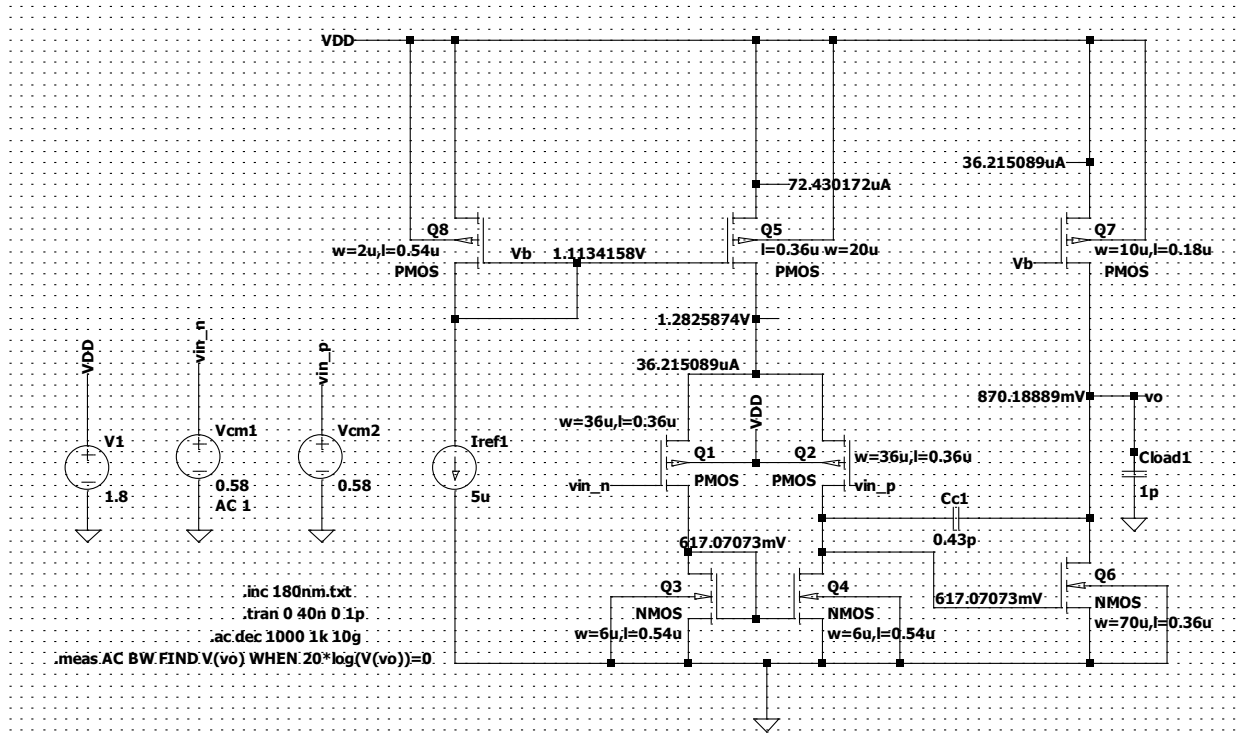 VDD
36.215089uA
72.430172uA
Q8
w=2u,l=0.54u
PMOS
Vb
1.1134158V
Q5
l=0.36u w=20u
PMOS
Q7
w=10u,l=0.18u
Vb
PMOS
1.2825874V
36.215089uA
VDD
vin_n
vin_p
VDD
870.18889mV
vo
w=36u,l=0.36u
V1
1.8
Vcm1
0.58
AC 1
Vcm2
0.58
Iref1
5u
Q1
PMOS
vin_n
Q2
PMOS
w=36u,l=0.36u
vin_p
Cload1
1p
Cc1
0.43p
617.07073mV
Q3
NMOS
w=6u,l=0.54u
Q4
NMOS
w=6u,l=0.54u
617.07073mV
Q6
NMOS
w=70u,l=0.36u
.inc 180nm.txt
.tran 0 40n 0 1p
.ac dec 1000 1k 10g
.meas AC BW FIND V(vo) WHEN 20*log(V(vo))=0